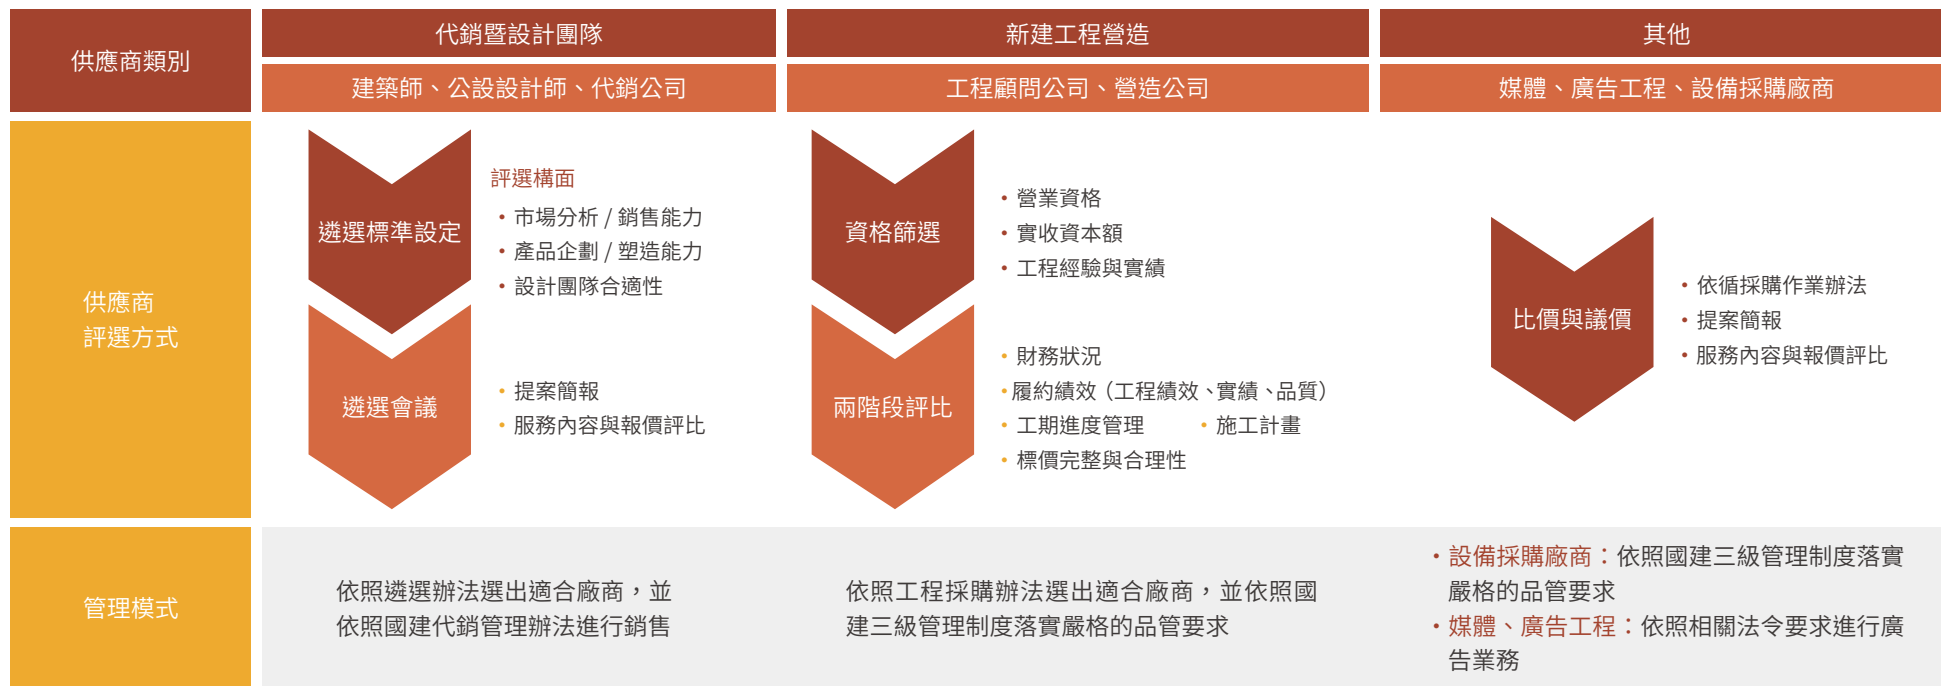 供應商類別
代銷暨設計團隊
建築師、公設設計師、代銷公司
新建工程營造
工程顧問公司、營造公司
其他
媒體、廣告工程、設備採購廠商
供應商
評選方式
遴選標準設定
評選構面
・市場分析 / 銷售能力
・產品企劃 / 塑造能力
・設計團隊合適性
遴選會議
・提案簡報
・服務內容與報價評比
資格篩選
・營業資格
・實收資本額
・工程經驗與實績
兩階段評比
・財務狀況
・履約績效（工程績效、實績、品質）
・工期進度管理　・施工計畫
・標價完整與合理性
比價與議價
・依循採購作業辦法
・提案簡報
・服務內容與報價評比
管理模式
依照遴選辦法選出適合廠商，並
依照國建代銷管理辦法進行銷售
依照工程採購辦法選出適合廠商，並依照國
建三級管理制度落實嚴格的品管要求
・設備採購廠商：依照國建三級管理制度落實
嚴格的品管要求
・媒體、廣告工程：依照相關法令要求進行廣
告業務